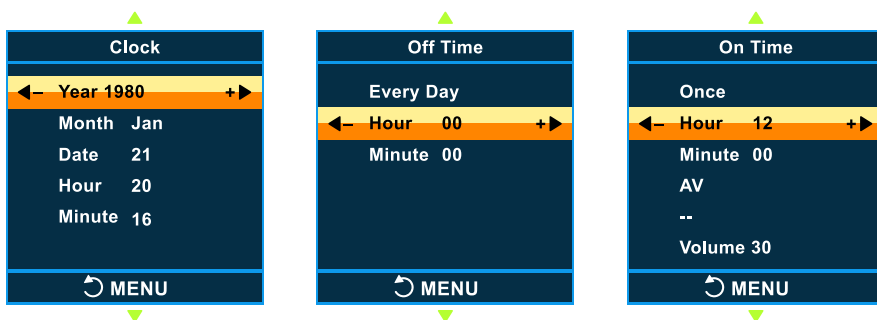 Clock
Year 1980
– +
Month Jan
Date 21
Hour 20
Minute 16
MENU
Off Time
Every Day
– Hour 00 +
Minute 00
MENU
On Time
Once
– Hour 12 +
Minute 00
AV
--
Volume 30
MENU